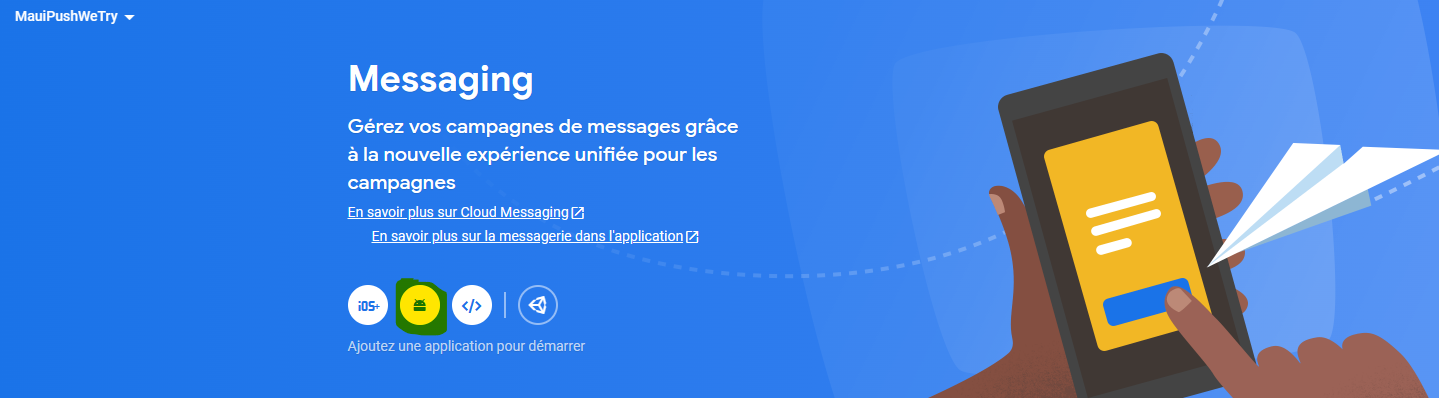 MauiPushWeTry
Messaging
Gérez vos campagnes de messages grâce
à la nouvelle expérience unifiée pour les
campagnes
En savoir plus sur Cloud Messaging
En savoir plus sur la messagerie dans l'application
iOS+ </>
Ajoutez une application pour démarrer